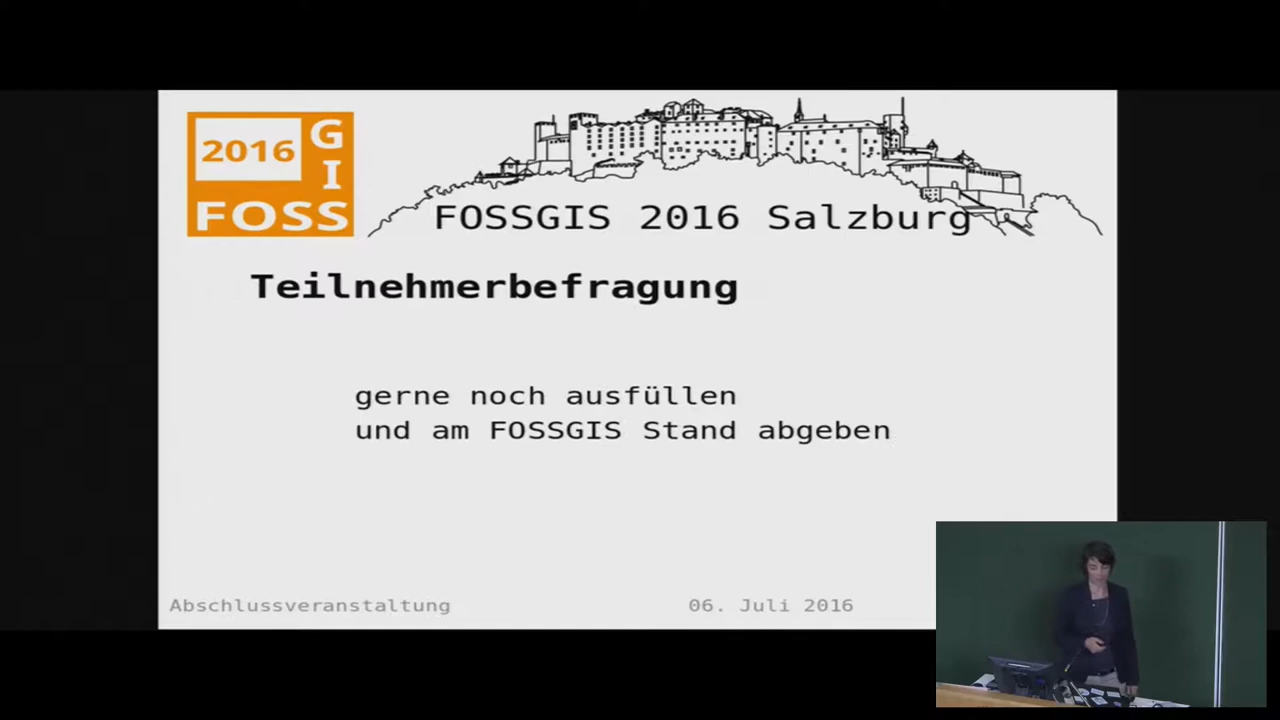 2016
G
I
FOSS
FOSSGIS 2016 Salzburg
Teilnehmerbefragung
gerne noch ausfüllen
und am FOSSGIS Stand abgeben
Abschlussveranstaltung
06. Juli 2016